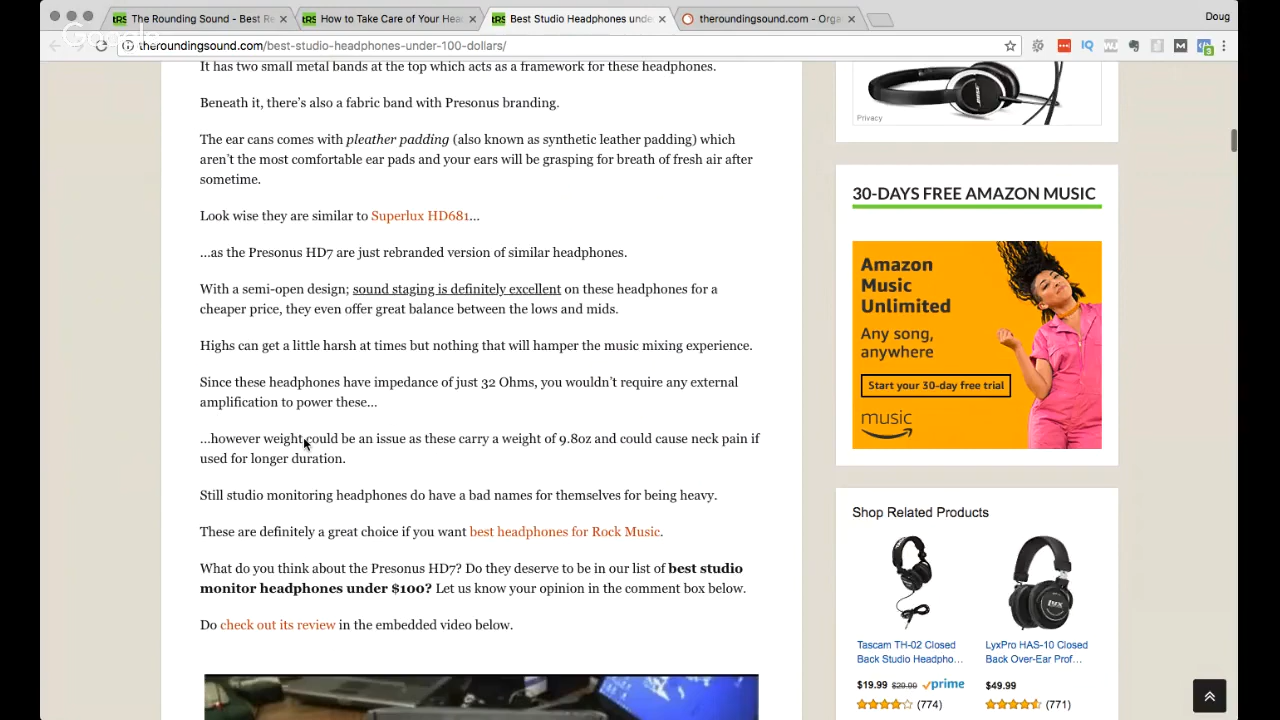 The Rounding Sound - Best Re
How to Take Care of Your Hea
Best Studio Headphones unde
theroundingsound.com - Orga
Doug
Google
theroundingsound.com/best-studio-headphones-under-100-dollars/
It has two small metal bands at the top which acts as a framework for these headphones.
Beneath it, there's also a fabric band with Presonus branding.
The ear cans comes with pleather padding (also known as synthetic leather padding) which
aren't the most comfortable ear pads and your ears will be grasping for breath of fresh air after
sometime.
Look wise they are similar to Superlux HD681...
...as the Presonus HD7 are just rebranded version of similar headphones.
With a semi-open design; sound staging is definitely excellent on these headphones for a
cheaper price, they even offer great balance between the lows and mids.
Highs can get a little harsh at times but nothing that will hamper the music mixing experience.
Since these headphones have impedance of just 32 Ohms, you wouldn't require any external
amplification to power these...
...however weight could be an issue as these carry a weight of 9.8oz and could cause neck pain if
used for longer duration.
Still studio monitoring headphones do have a bad names for themselves for being heavy.
These are definitely a great choice if you want best headphones for Rock Music.
What do you think about the Presonus HD7? Do they deserve to be in our list of best studio
monitor headphones under $100? Let us know your opinion in the comment box below.
Do check out its review in the embedded video below.
Privacy
30-DAYS FREE AMAZON MUSIC
Amazon
Music
Unlimited
Any song,
anywhere
Start your 30-day free trial
music
Shop Related Products
Tascam TH-02 Closed
Back Studio Headpho...
$19.99 $29.99 prime
(774)
LyxPro HAS-10 Closed
Back Over-Ear Prof...
$49.99
(771)